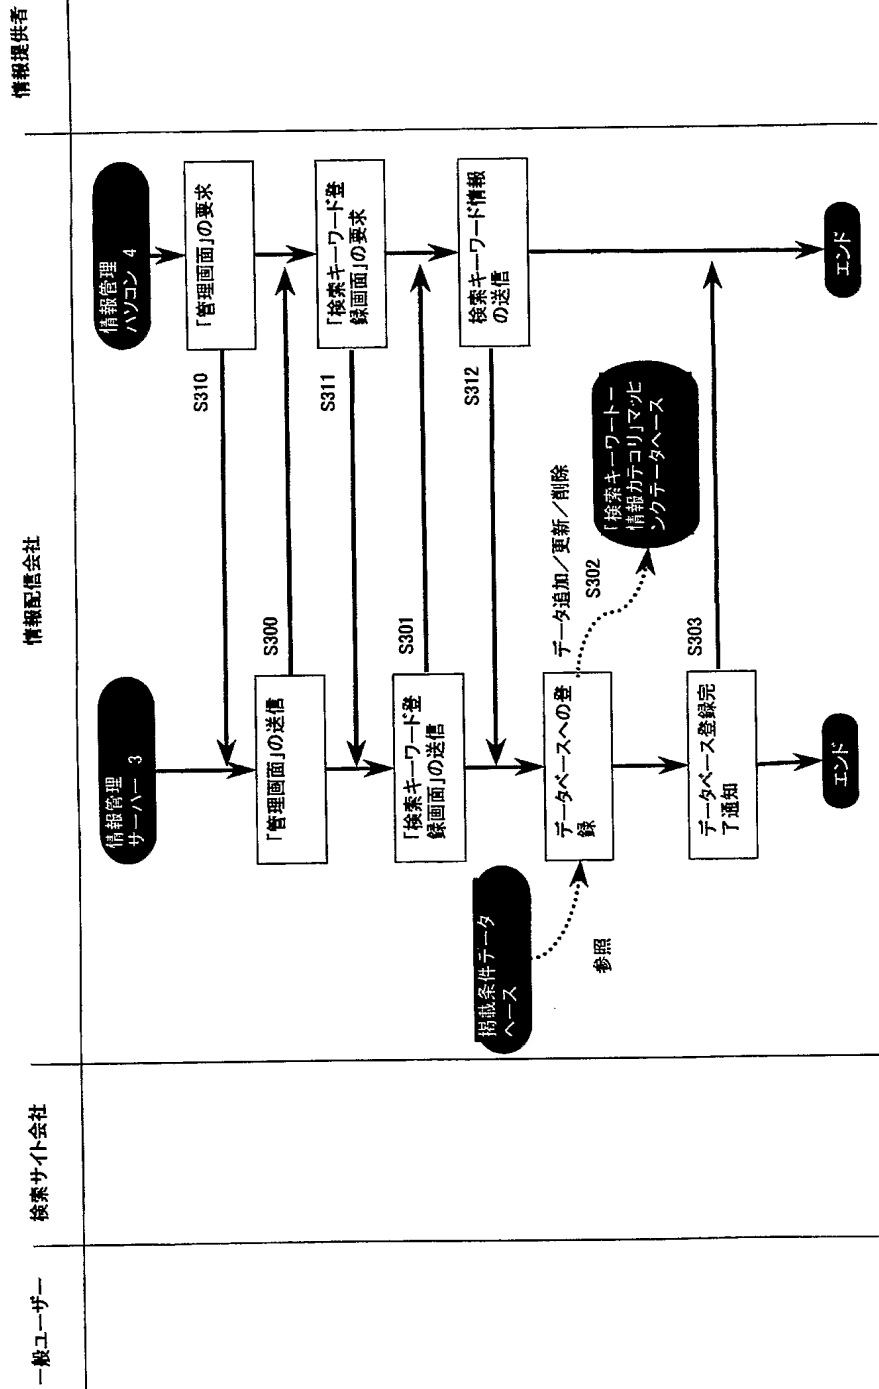 一般ユーザー
検索サイト会社
情報配信会社
情報提供者
情報管理
サーバー 3
情報管理
パソコン 4
「管理画面」の要求
S310
「管理画面」の送信
S300
「検索キーワード登
録画面」の要求
S311
「検索キーワード登
録画面」の送信
S301
検索キーワード情報
の送信
S312
掲載条件データ
ベース
参照
データベースへの登
録
データ追加／更新／削除
S302
「検索キーワードー
情報カテゴリ」マッピ
ングデータベース
データベース登録完
了通知
S303
エンド
エンド